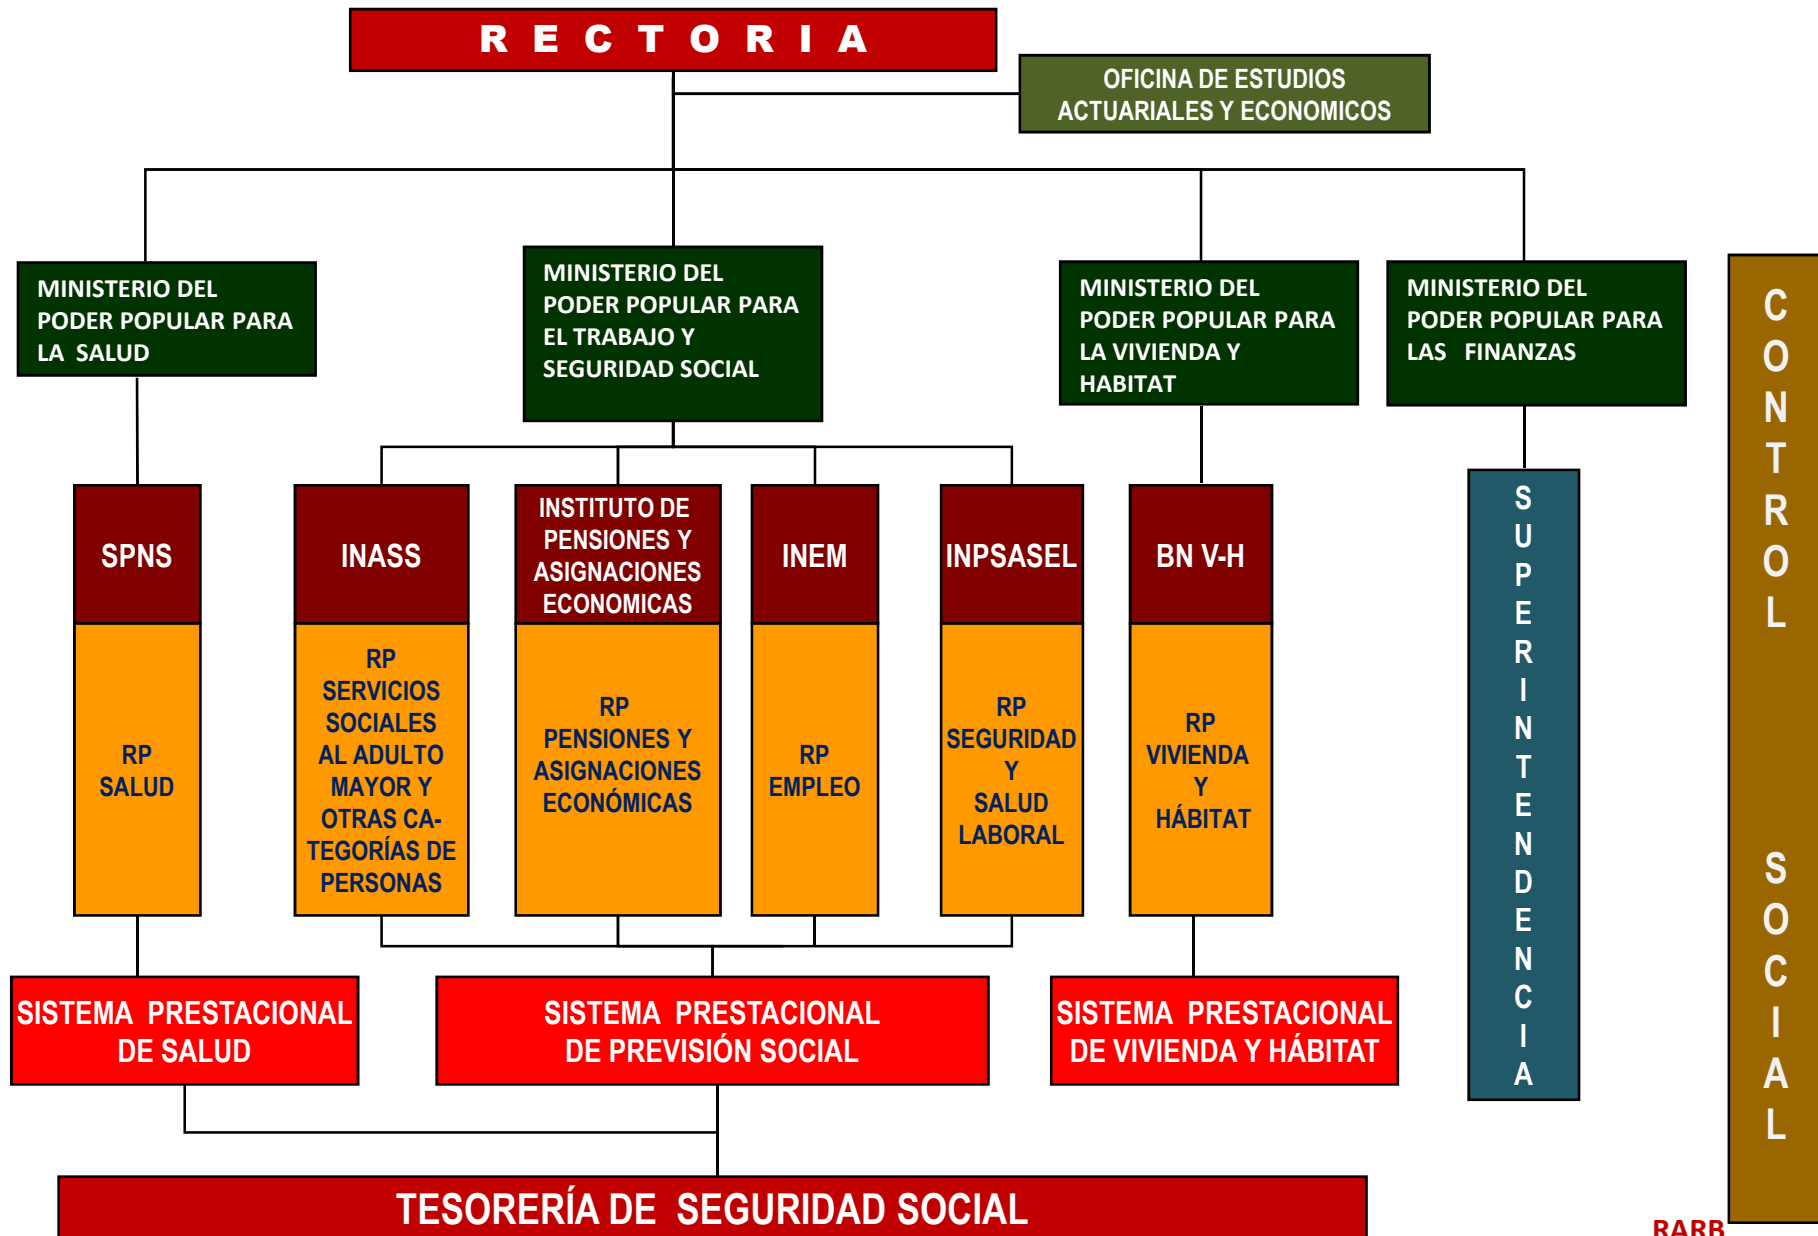 RECTORIA
OFICINA DE ESTUDIOS
ACTUARIALES Y ECONOMICOS
MINISTERIO DEL
PODER POPULAR PARA
LA SALUD
MINISTERIO DEL
PODER POPULAR PARA
EL TRABAJO Y
SEGURIDAD SOCIAL
MINISTERIO DEL
PODER POPULAR PARA
LA VIVIENDA Y
HABITAT
MINISTERIO DEL
PODER POPULAR PARA
LAS FINANZAS
SPNS
INASS
INSTITUTO DE
PENSIONES Y
ASIGNACIONES
ECONOMICAS
INEM
INPSASEL
BN V-H
RP
SALUD
RP
SERVICIOS
SOCIALES
AL ADULTO
MAYOR Y
OTRAS CA-
TEGORÍAS DE
PERSONAS
RP
PENSIONES Y
ASIGNACIONES
ECONÓMICAS
RP
EMPLEO
RP
SEGURIDAD
Y
SALUD
LABORAL
RP
VIVIENDA
Y
HÁBITAT
SUPERINTENDENCIA
CONTROL SOCIAL
SISTEMA PRESTACIONAL
DE SALUD
SISTEMA PRESTACIONAL
DE PREVISIÓN SOCIAL
SISTEMA PRESTACIONAL
DE VIVIENDA Y HÁBITAT
TESORERÍA DE SEGURIDAD SOCIAL
RARB